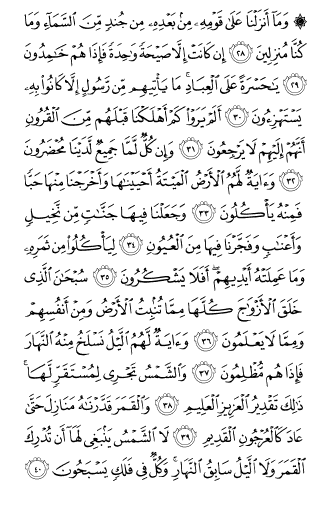 ۞ وَمَآ أَنزَلْنَا عَلَىٰ قَوْمِهِۦ مِنۢ بَعْدِهِۦ مِن جُندٍ مِّنَ ٱلسَّمَآءِ وَمَا
كُنَّا مُنزِلِينَ ﴿٢٨﴾ إِن كَانَتْ إِلَّا صَيْحَةً وَٰحِدَةً فَإِذَا هُمْ خَٰمِدُونَ
﴿٢٩﴾ يَٰحَسْرَةً عَلَى ٱلْعِبَادِ ۚ مَا يَأْتِيهِم مِّن رَّسُولٍ إِلَّا كَانُوا۟ بِهِۦ
يَسْتَهْزِءُونَ ﴿٣٠﴾ أَلَمْ يَرَوْا۟ كَمْ أَهْلَكْنَا قَبْلَهُم مِّنَ ٱلْقُرُونِ
أَنَّهُمْ إِلَيْهِمْ لَا يَرْجِعُونَ ﴿٣١﴾ وَإِن كُلٌّ لَّمَّا جَمِيعٌ لَّدَيْنَا مُحْضَرُونَ
﴿٣٢﴾ وَءَايَةٌ لَّهُمُ ٱلْأَرْضُ ٱلْمَيْتَةُ أَحْيَيْنَٰهَا وَأَخْرَجْنَا مِنْهَا حَبًّا
فَمِنْهُ يَأْكُلُونَ ﴿٣٣﴾ وَجَعَلْنَا فِيهَا جَنَّٰتٍ مِّن نَّخِيلٍ
وَأَعْنَٰبٍ وَفَجَّرْنَا فِيهَا مِنَ ٱلْعُيُونِ ﴿٣٤﴾ لِيَأْكُلُوا۟ مِن ثَمَرِهِۦ
وَمَا عَمِلَتْهُ أَيْدِيهِمْ ۖ أَفَلَا يَشْكُرُونَ ﴿٣٥﴾ سُبْحَٰنَ ٱلَّذِى
خَلَقَ ٱلْأَزْوَٰجَ كُلَّهَا مِمَّا تُنۢبِتُ ٱلْأَرْضُ وَمِنْ أَنفُسِهِمْ
وَمِمَّا لَا يَعْلَمُونَ ﴿٣٦﴾ وَءَايَةٌ لَّهُمُ ٱلَّيْلُ نَسْلَخُ مِنْهُ ٱلنَّهَارَ
فَإِذَا هُم مُّظْلِمُونَ ﴿٣٧﴾ وَٱلشَّمْسُ تَجْرِى لِمُسْتَقَرٍّ لَّهَا ۚ
ذَٰلِكَ تَقْدِيرُ ٱلْعَزِيزِ ٱلْعَلِيمِ ﴿٣٨﴾ وَٱلْقَمَرَ قَدَّرْنَٰهُ مَنَازِلَ حَتَّىٰ
عَادَ كَٱلْعُرْجُونِ ٱلْقَدِيمِ ﴿٣٩﴾ لَا ٱلشَّمْسُ يَنۢبَغِى لَهَآ أَن تُدْرِكَ
ٱلْقَمَرَ وَلَا ٱلَّيْلُ سَابِقُ ٱلنَّهَارِ ۚ وَكُلٌّ فِى فَلَكٍ يَسْبَحُونَ ﴿٤٠﴾